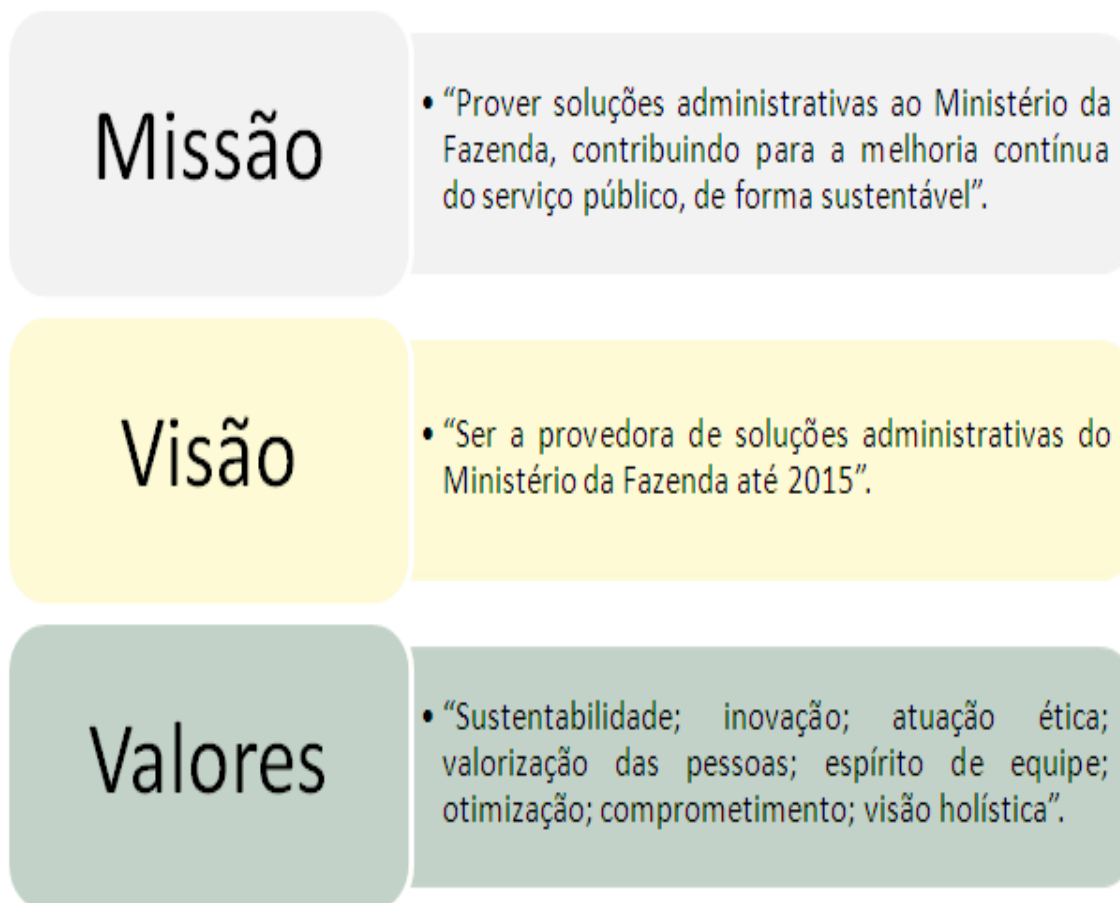 Missão
• “Prover soluções administrativas ao Ministério da
Fazenda, contribuindo para a melhoria contínua
do serviço público, de forma sustentável”.
Visão
• “Ser a provedora de soluções administrativas do
Ministério da Fazenda até 2015”.
Valores
• “Sustentabilidade; inovação; atuação ética;
valorização das pessoas; espírito de equipe;
otimização; comprometimento; visão holística”.